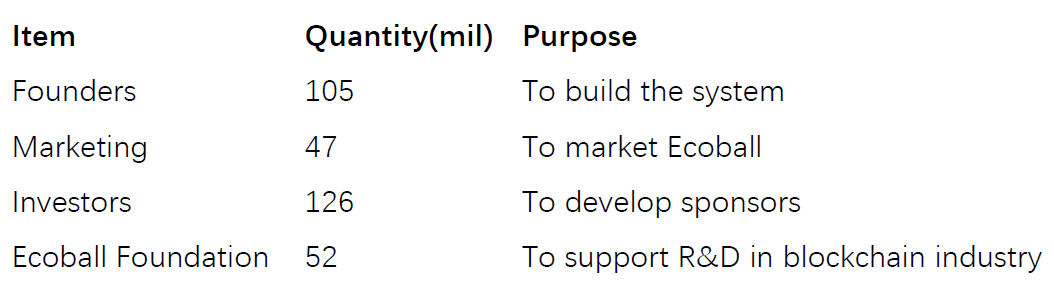 Item Quantity(mil) Purpose
Founders 105 To build the system
Marketing 47 To market Ecoball
Investors 126 To develop sponsors
Ecoball Foundation 52 To support R&D in blockchain industry